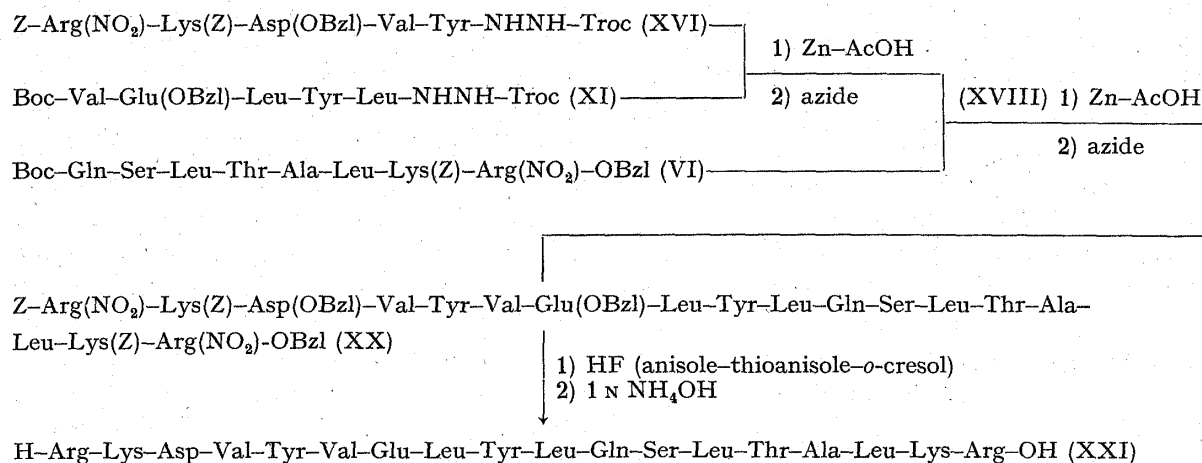 Z–Arg(NO₂)–Lys(Z)–Asp(OBzl)–Val–Tyr–NHNH–Troc (XVI)
1) Zn–AcOH
2) azide
Boc–Val–Glu(OBzl)–Leu–Tyr–Leu–NHNH–Troc (XI)
(XVIII) 1) Zn–AcOH
2) azide
Boc–Gln–Ser–Leu–Thr–Ala–Leu–Lys(Z)–Arg(NO₂)–OBzl (VI)
Z–Arg(NO₂)–Lys(Z)–Asp(OBzl)–Val–Tyr–Val–Glu(OBzl)–Leu–Tyr–Leu–Gln–Ser–Leu–Thr–Ala–
Leu–Lys(Z)–Arg(NO₂)-OBzl (XX)
1) HF (anisole–thioanisole–o-cresol)
2) 1 N NH₄OH
H–Arg–Lys–Asp–Val–Tyr–Val–Glu–Leu–Tyr–Leu–Gln–Ser–Leu–Thr–Ala–Leu–Lys–Arg–OH (XXI)